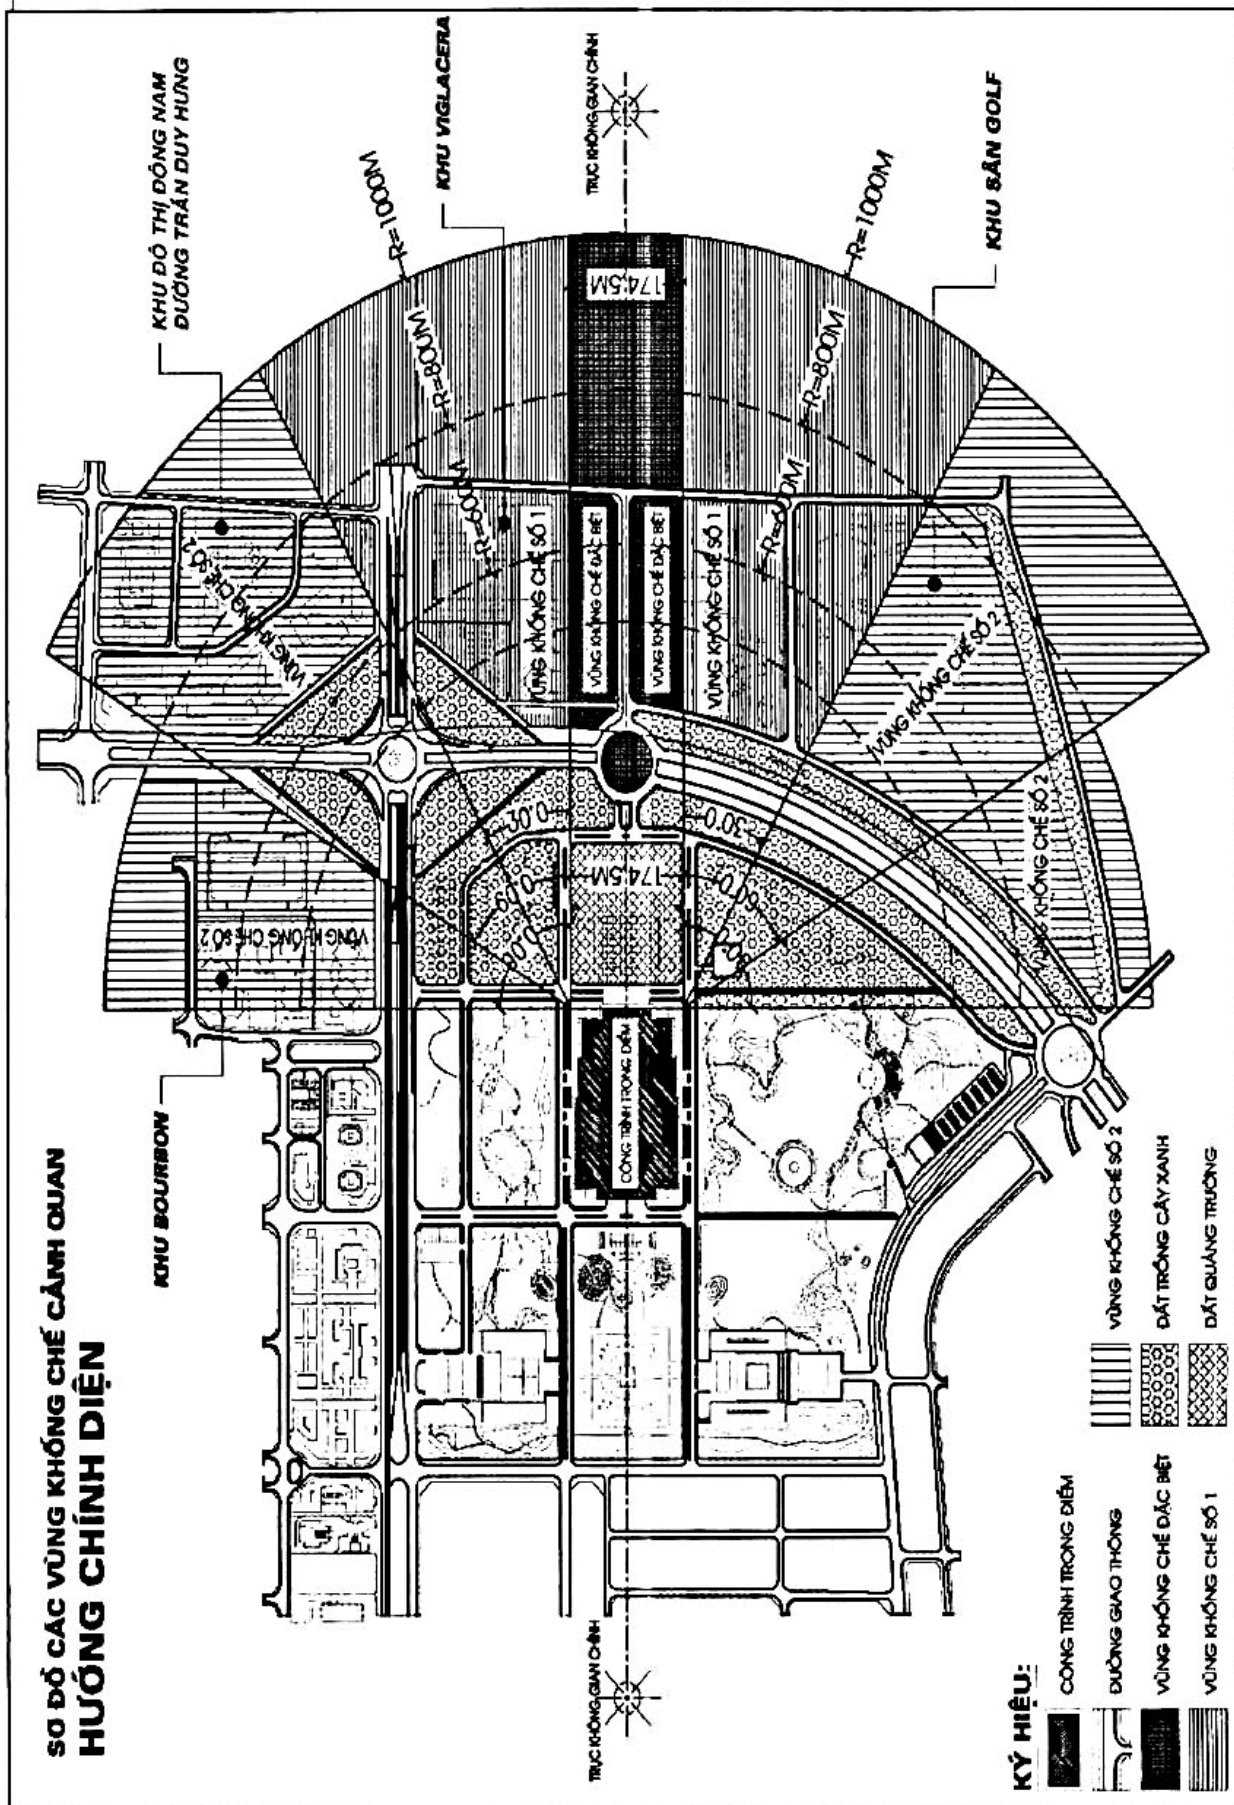 SƠ ĐỒ CÁC VÙNG KHỐNG CHẾ CẢNH QUAN
HƯỚNG CHÍNH DIỆN
KHU BOURBON
KHU ĐÔ THỊ ĐÔNG NAM
ĐƯỜNG TRẦN DUY HƯNG
KHU VIGLACERA
KHU SÂN GOLF
TRỤC KHÔNG GIAN CHÍNH
TRỤC KHÔNG GIAN CHÍNH
R=1000M
R=800M
R=600M
174,5M
R=600M
R=800M
R=1000M
VÙNG KHỐNG CHẾ SỐ 2
VÙNG KHỐNG CHẾ SỐ 2
VÙNG KHỐNG CHẾ SỐ 1
VÙNG KHỐNG CHẾ ĐẶC BIỆT
VÙNG KHỐNG CHẾ ĐẶC BIỆT
VÙNG KHỐNG CHẾ SỐ 1
VÙNG KHỐNG CHẾ SỐ 2
VÙNG KHỐNG CHẾ SỐ 2
174,5M
CÔNG TRÌNH TRỌNG ĐIỂM
KÝ HIỆU:
CÔNG TRÌNH TRỌNG ĐIỂM
ĐƯỜNG GIAO THÔNG
VÙNG KHỐNG CHẾ ĐẶC BIỆT
VÙNG KHỐNG CHẾ SỐ 1
VÙNG KHỐNG CHẾ SỐ 2
ĐẤT TRỒNG CÂY XANH
ĐẤT QUẢNG TRƯỜNG